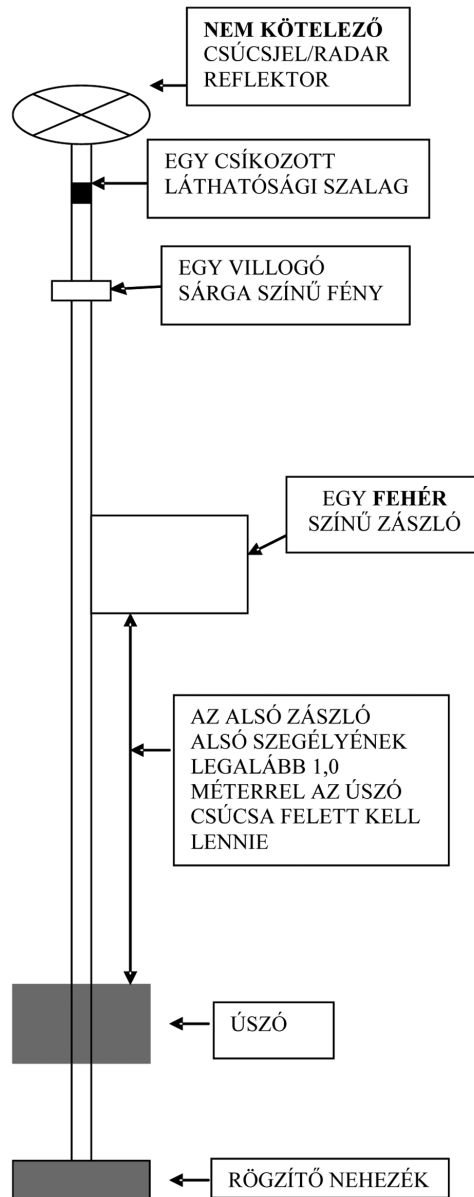 NEM KÖTELEZŐ
CSÚCSJEL/RADAR
REFLEKTOR
EGY CSÍKOZOTT
LÁTHATÓSÁGI SZALAG
EGY VILLOGÓ
SÁRGA SZÍNŰ FÉNY
EGY FEHÉR
SZÍNŰ ZÁSZLÓ
AZ ALSÓ ZÁSZLÓ
ALSÓ SZEGÉLYÉNEK
LEGALÁBB 1,0
MÉTERREL AZ ÚSZÓ
CSÚCSA FELETT KELL
LENNIE
ÚSZÓ
RÖGZÍTŐ NEHEZÉK